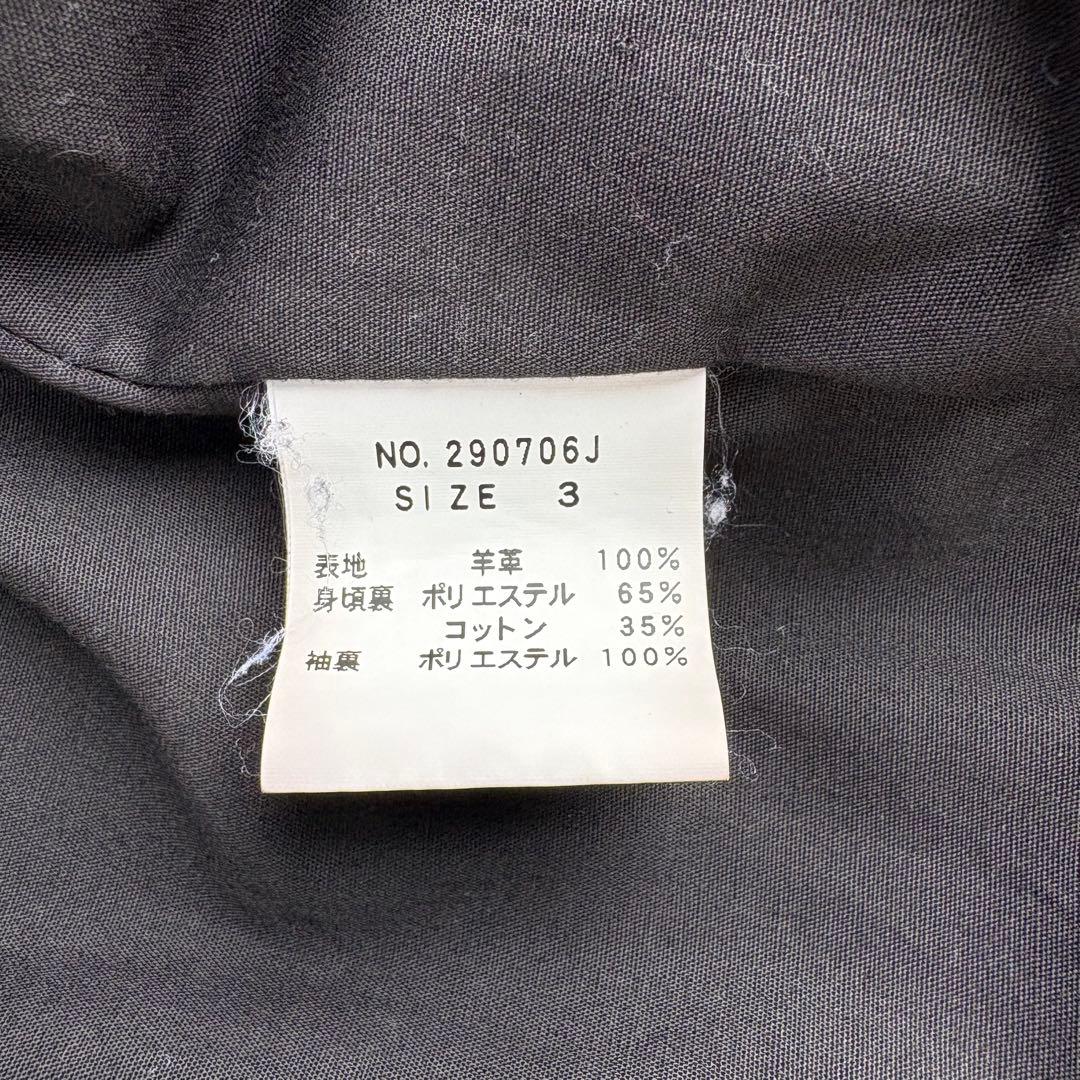 NO. 290706J
SIZE 3
表地 羊革 100%
身頃裏 ポリエステル 65%
コットン 35%
袖裏 ポリエステル 100%